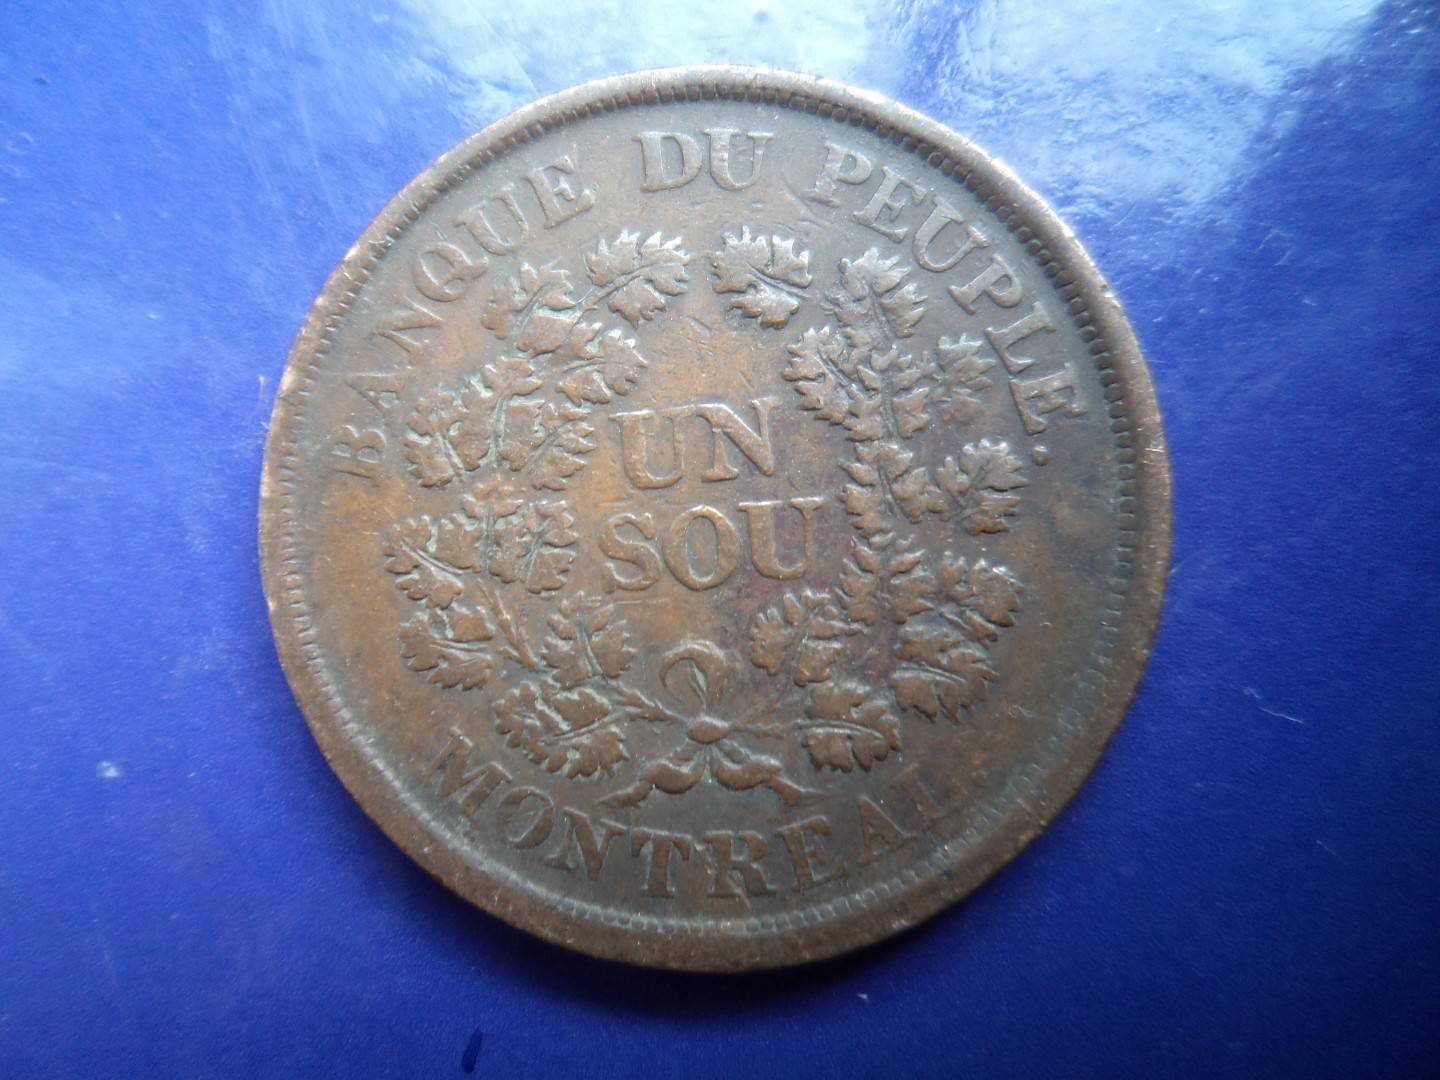 BANQUE DU PEUPLE.
UN
SOU
MONTREAL